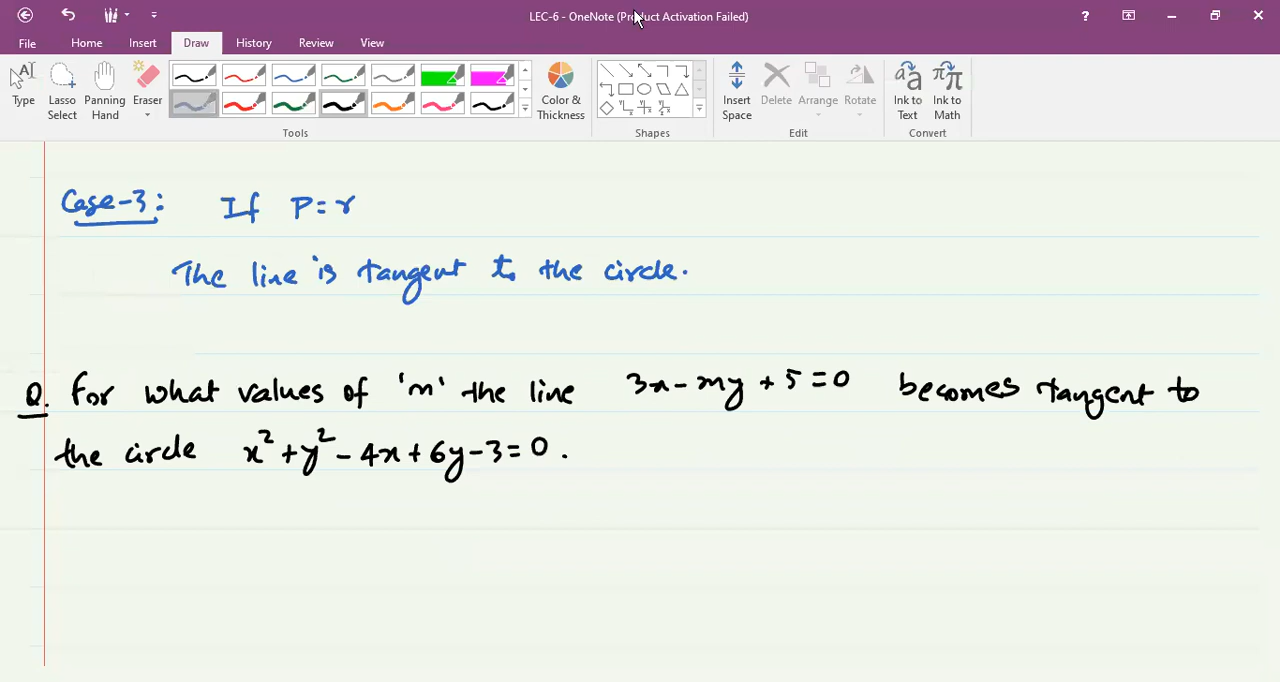 LEC-6 - OneNote (Product Activation Failed)
?
File Home Insert Draw History Review View
Type Lasso Select Panning Hand Eraser Color & Thickness Insert Space Delete Arrange Rotate Ink to Text Ink to Math
Tools Shapes Edit Convert
Case-3: If P=r
The line is tangent to the circle.
Q. For what values of 'm' the line 3x-my+5=0 becomes tangent to
the circle x²+y²-4x+6y-3=0.